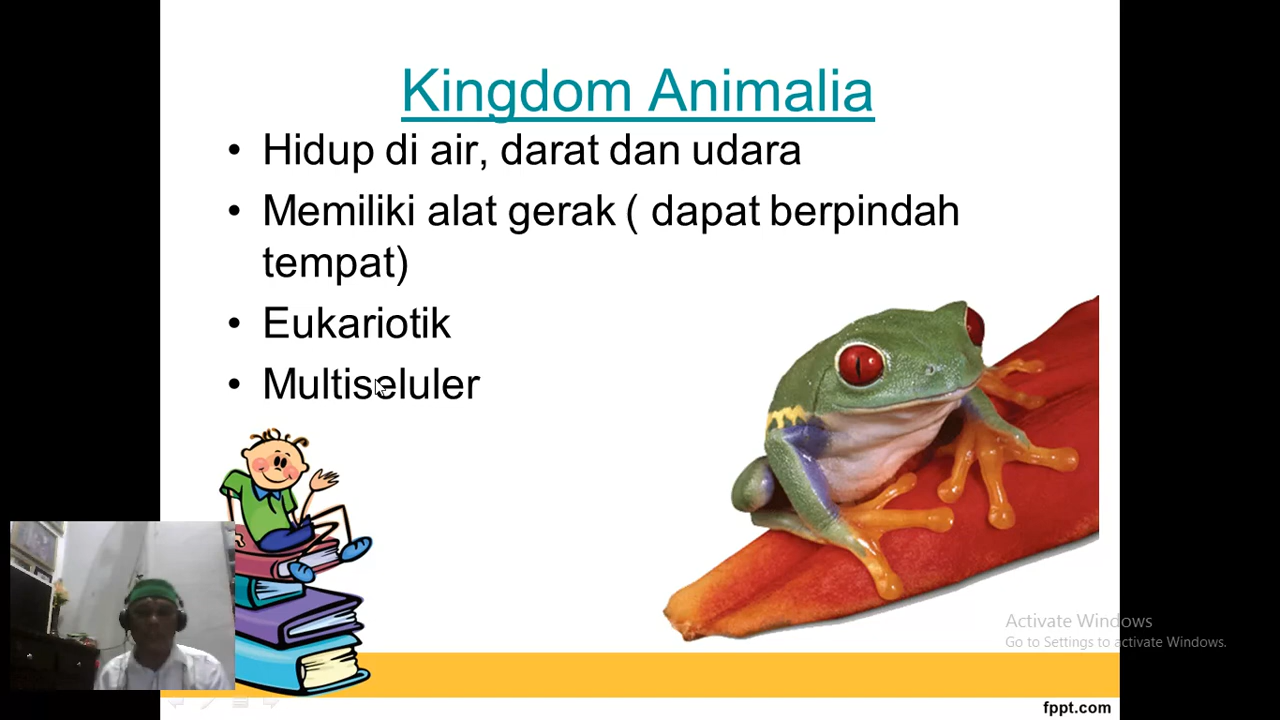 Kingdom Animalia
• Hidup di air, darat dan udara
• Memiliki alat gerak ( dapat berpindah
tempat)
• Eukariotik
• Multiseluler
Activate Windows
Go to Settings to activate Windows.
fppt.com